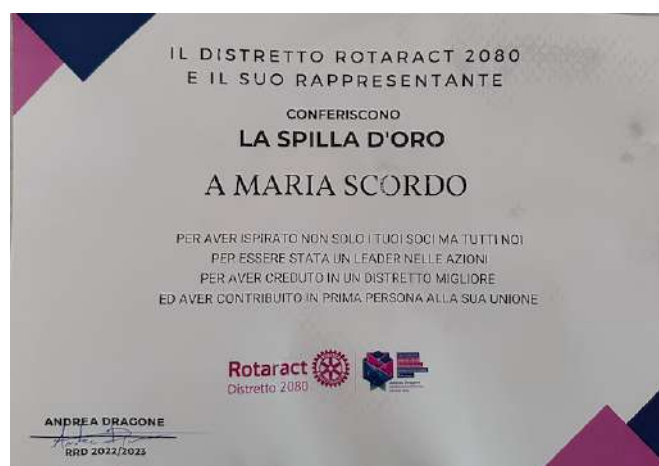 IL DISTRETTO ROTARACT 2080
E IL SUO RAPPRESENTANTE
CONFERISCONO
LA SPILLA D'ORO
A MARIA SCORDO
PER AVER ISPIRATO NON SOLO I TUOI SOCI MA TUTTI NOI
PER ESSERE STATA UN LEADER NELLE AZIONI
PER AVER CREDUTO IN UN DISTRETTO MIGLIORE
ED AVER CONTRIBUITO IN PRIMA PERSONA ALLA SUA UNIONE
Rotaract
Distretto 2080
ANDREA DRAGONE
RRD 2022/2023